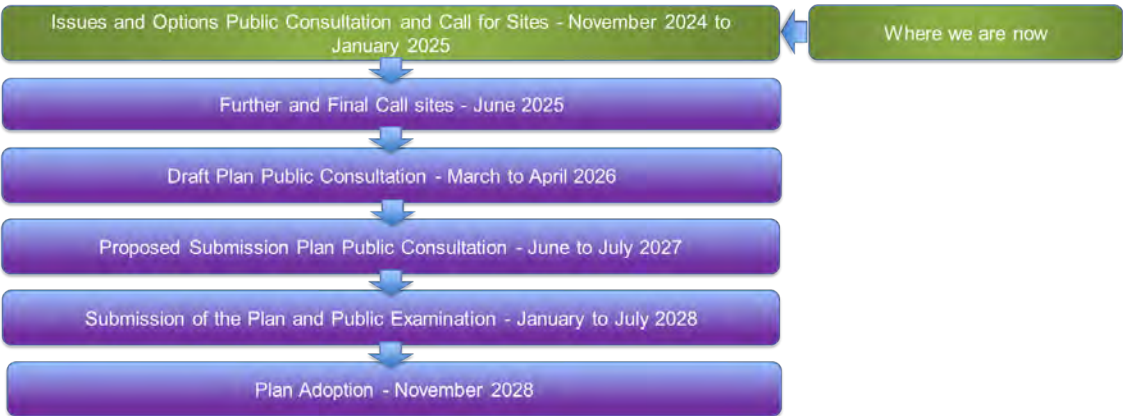 Issues and Options Public Consultation and Call for Sites - November 2024 to
January 2025
Where we are now
Further and Final Call sites - June 2025
Draft Plan Public Consultation - March to April 2026
Proposed Submission Plan Public Consultation - June to July 2027
Submission of the Plan and Public Examination - January to July 2028
Plan Adoption - November 2028